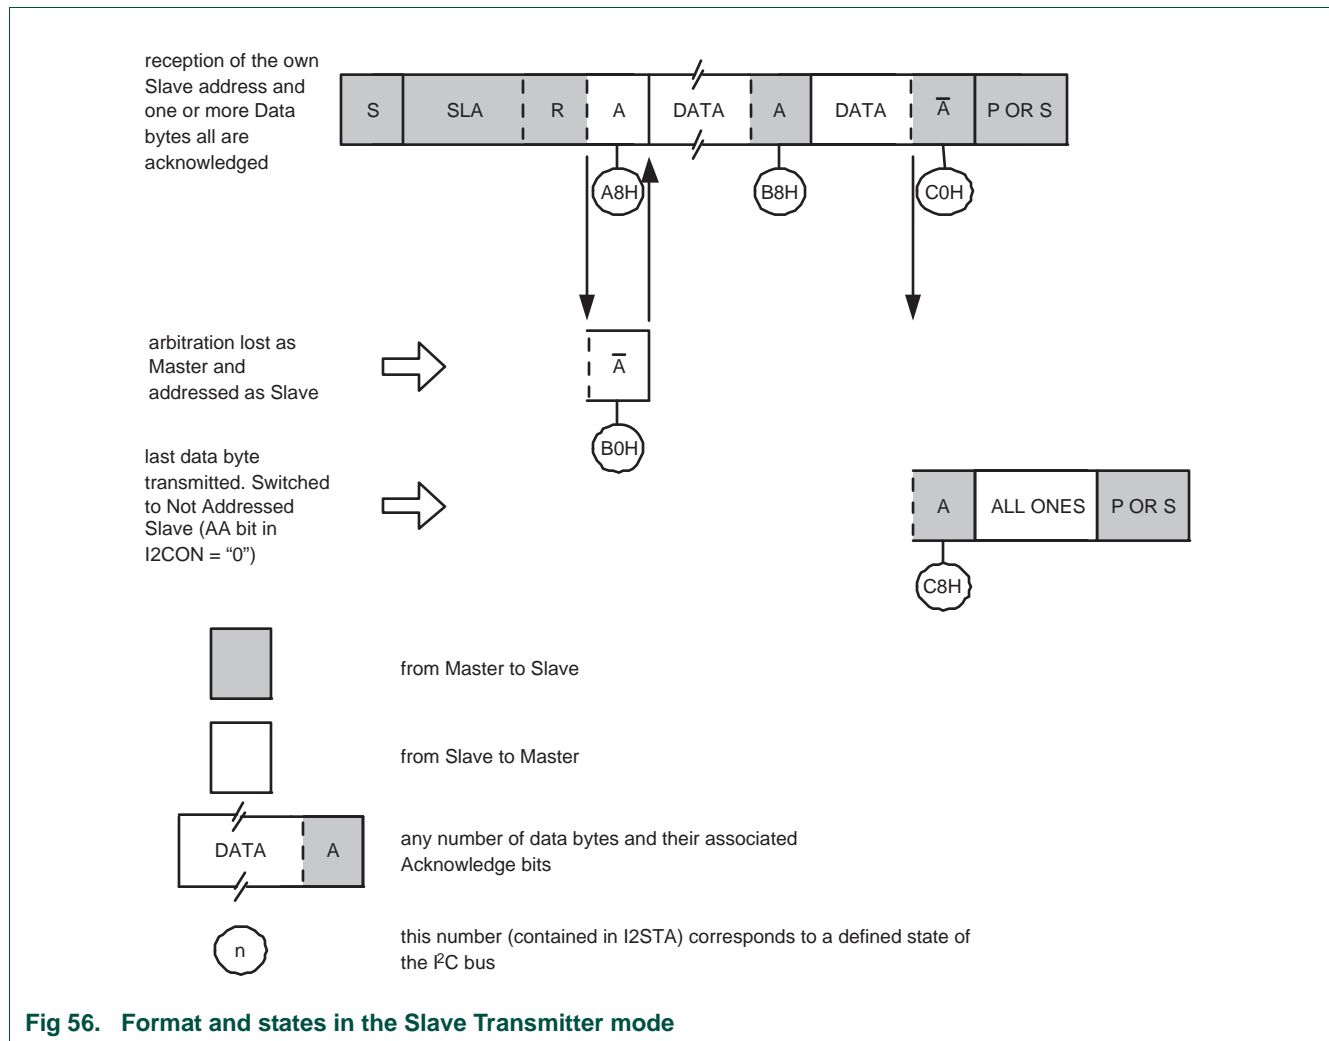 reception of the own
Slave address and
one or more Data
bytes all are
acknowledged
S SLA R A DATA A DATA A̅ P OR S
A8H B8H C0H
arbitration lost as
Master and
addressed as Slave
A̅
B0H
last data byte
transmitted. Switched
to Not Addressed
Slave (AA bit in
I2CON = “0”)
A ALL ONES P OR S
C8H
from Master to Slave
from Slave to Master
DATA A
any number of data bytes and their associated
Acknowledge bits
n
this number (contained in I2STA) corresponds to a defined state of
the I²C bus
Fig 56. Format and states in the Slave Transmitter mode